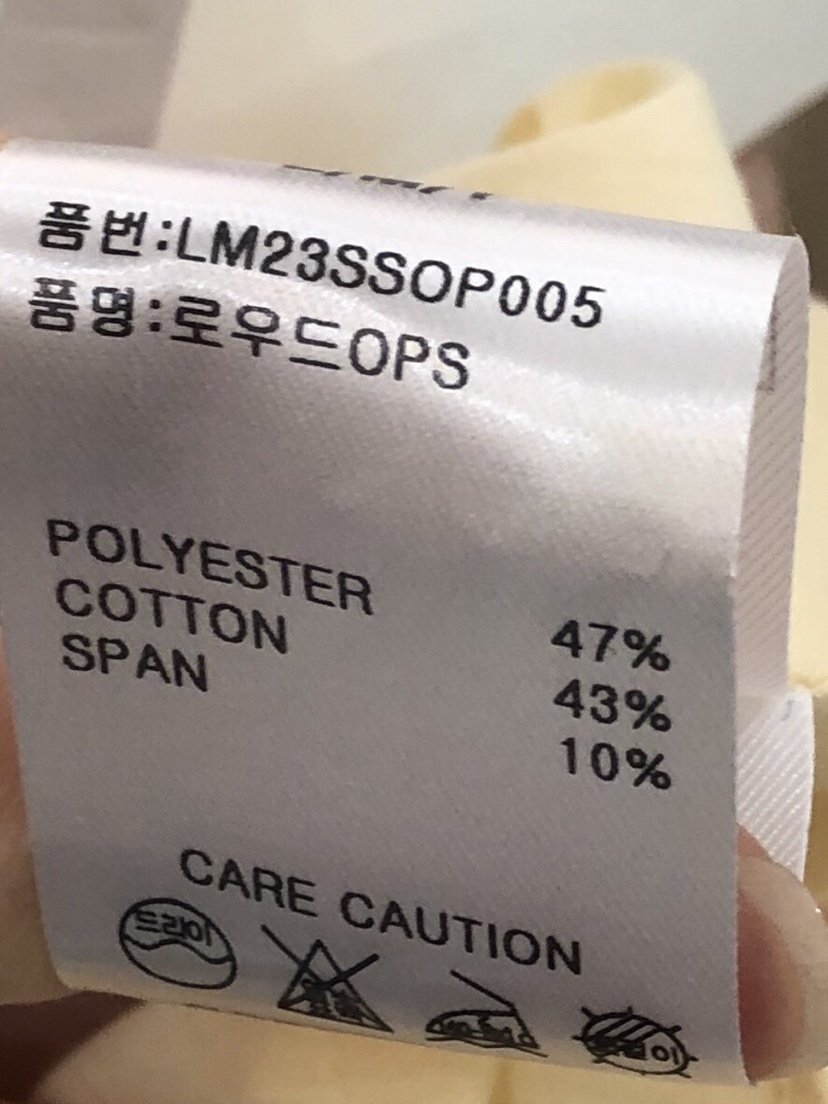 품번:LM23SSOP005
품명:로우드OPS
POLYESTER 47%
COTTON 43%
SPAN 10%
CARE CAUTION
드라이